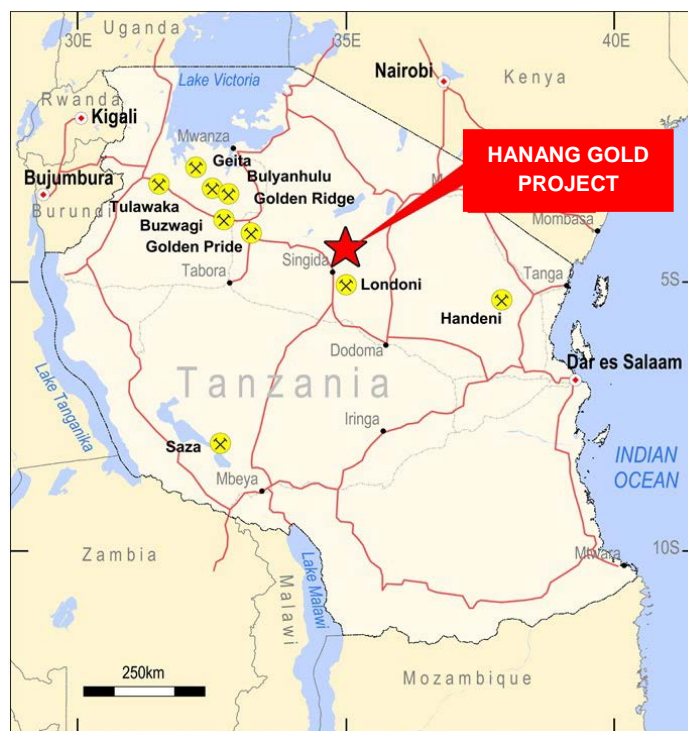 30E
35E
40E
Uganda
Nairobi
Kenya
Lake Victoria
Rwanda
Kigali
Mwanza
HANANG GOLD
PROJECT
Geita
Bulyanhulu
Bujumbura
Golden Ridge
Burundi
Tulawaka
Buzwagi
Golden Pride
Mombasa
Singida
Tabora
Londoni
Tanga
5S
Handeni
Dodoma
Dar es Salaam
Tanzania
Lake Tanganika
Iringa
Saza
INDIAN
OCEAN
Mbeya
Zambia
10S
Mtwara
Lake Malawi
Malawi
250km
Mozambique